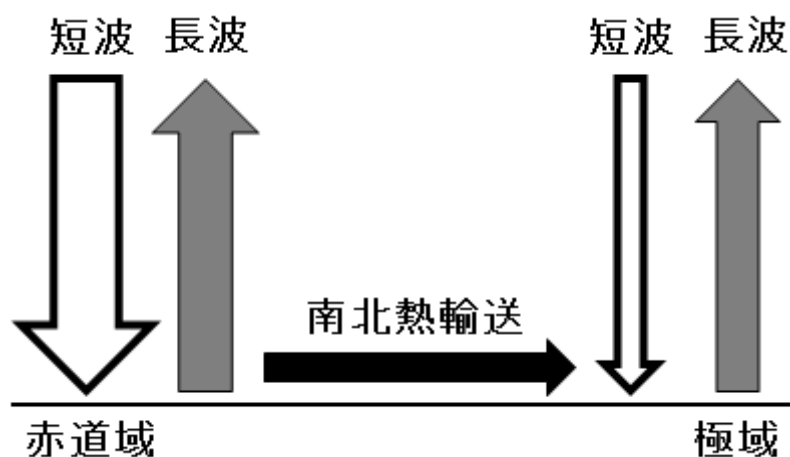 短波 長波
短波 長波
南北熱輸送
赤道域
極域